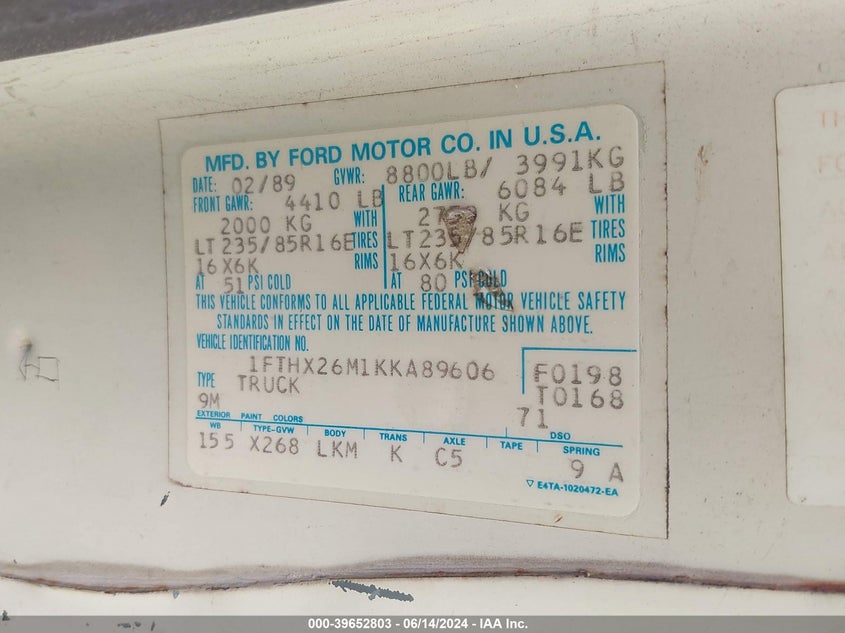 MFD. BY FORD MOTOR CO. IN U.S.A.
DATE: 02/89 GVWR: 8800LB/ 3991KG
FRONT GAWR: 4410 LB REAR GAWR: 6084 LB
2000 KG WITH KG WITH
LT235/85R16E TIRES LT235/85R16E TIRES
16X6K RIMS 16X6K RIMS
AT 51 PSI COLD AT 80 PSI COLD
THIS VEHICLE CONFORMS TO ALL APPLICABLE FEDERAL MOTOR VEHICLE SAFETY
STANDARDS IN EFFECT ON THE DATE OF MANUFACTURE SHOWN ABOVE.
VEHICLE IDENTIFICATION NO.
1FTHX26M1KKA89606 F0198
TYPE TRUCK T0168
9M 71
EXTERIOR PAINT COLORS DSO
WB TYPE-GVW BODY TRANS AXLE TAPE SPRING
155 X268 LKM K C5 9 A
E4TA-1020472-EA
000-39652803 - 06/14/2024 - IAA Inc.